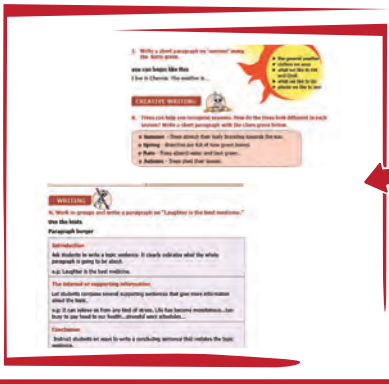 J. Write a short paragraph on 'summer' using
the hints given.
you can begin like this
I live in Chennai. The weather is...
the general weather
clothes we wear
what we like to eat
and drink
what we like to do
places we like to see
CREATIVE WRITING
K. Trees can help you recognise seasons. How do the trees look different in each
season? Write a short paragraph with the clues given below.
Summer - Trees stretch their leafy branches towards the sun.
Spring - Branches are full of new green leaves.
Rain - Trees absorb water and look green.
Autumn - Trees shed their leaves.
WRITING
Work in groups and write a paragraph on "Laughter is the best medicine."
Use the hints
Paragraph burger
Introduction
Ask students to write a topic sentence. It clearly indicates what the whole
paragraph is going to be about.
e.g: Laughter is the best medicine.
The internal or supporting information
Let students compose several supporting sentences that give more information
about the topic.
e.g: It can relieve us from any kind of stress. Life has become monotonous...too
busy to pay heed to our health...stressful work schedules...
Conclusion
Instruct students on ways to write a concluding sentence that restates the topic
sentence.